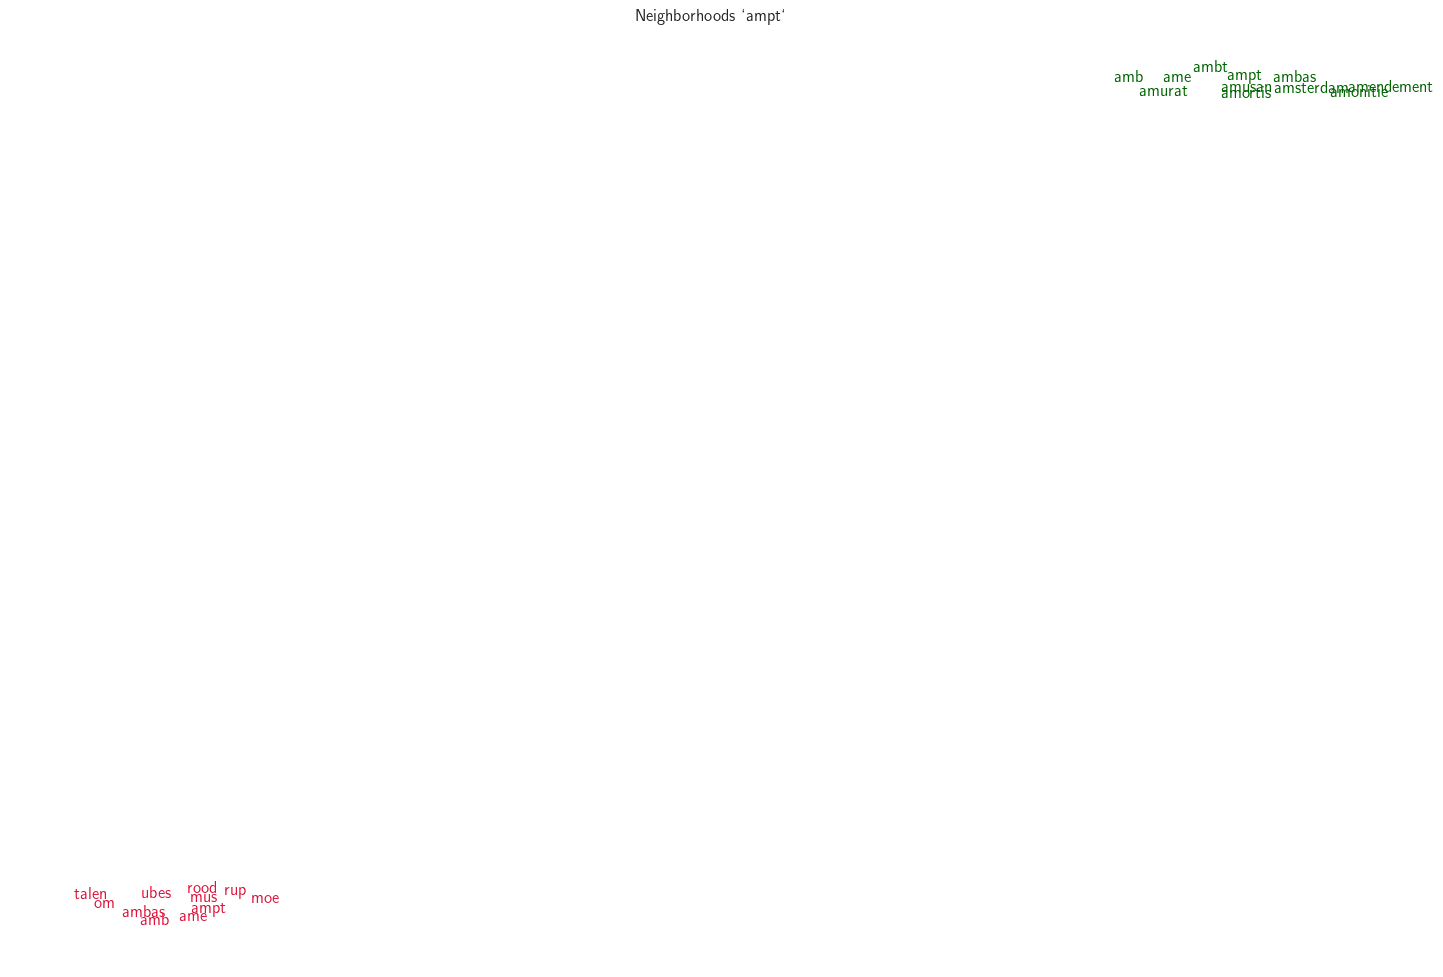 Neighborhoods ‘ampt‘
ambt
amb ame ampt ambas
amurat amusan amsterdam amendement
amortis amonitie
talen ubes rood rup
om mus moe
ambas ampt
amb ame